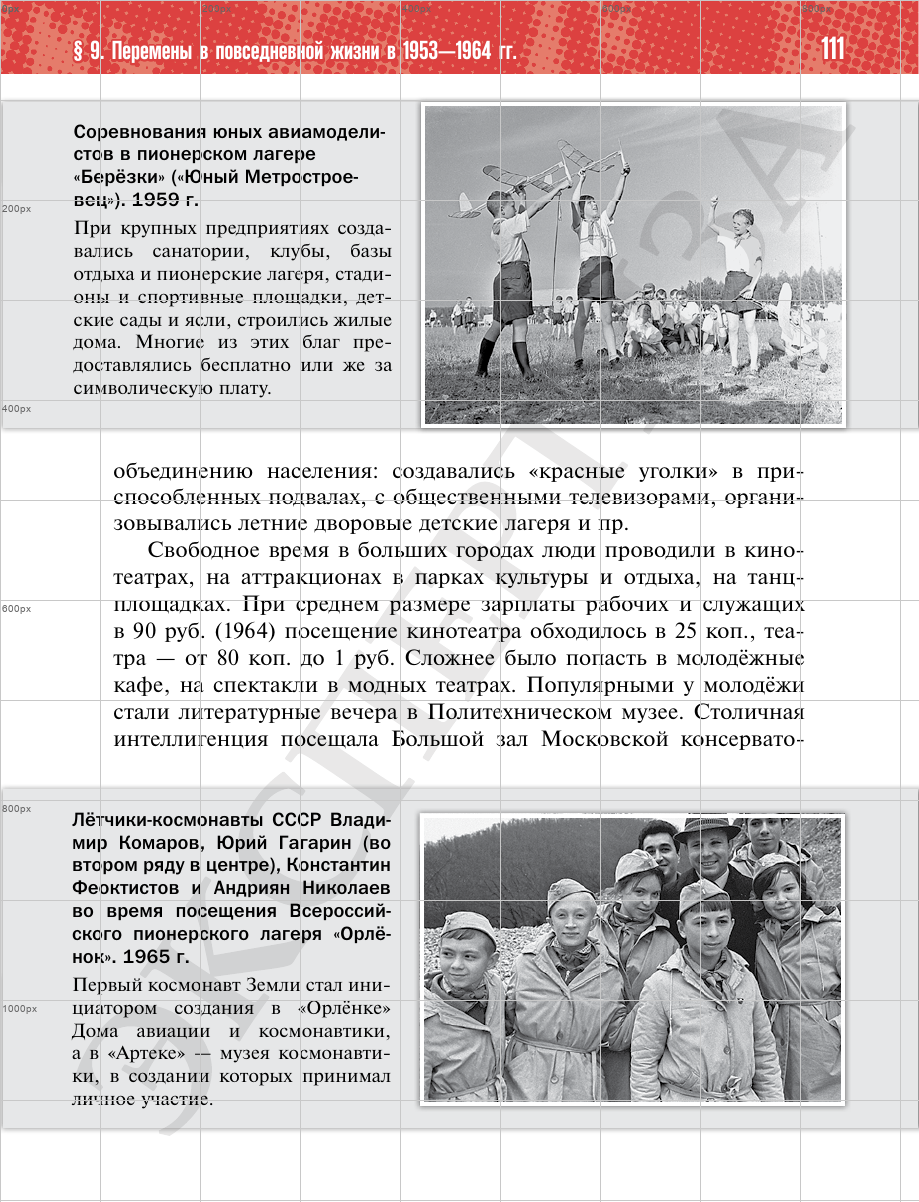 § 9. Перемены в повседневной жизни в 1953—1964 гг.
111
Соревнования юных авиамодели-
стов в пионерском лагере
«Берёзки» («Юный Метрострое-
вец»). 1959 г.
При крупных предприятиях созда-
вались санатории, клубы, базы
отдыха и пионерские лагеря, стади-
оны и спортивные площадки, дет-
ские сады и ясли, строились жилые
дома. Многие из этих благ пре-
доставлялись бесплатно или же за
символическую плату.
объединению населения: создавались «красные уголки» в при-
способленных подвалах, с общественными телевизорами, органи-
зовывались летние дворовые детские лагеря и пр.
Свободное время в больших городах люди проводили в кино-
театрах, на аттракционах в парках культуры и отдыха, на танц-
площадках. При среднем размере зарплаты рабочих и служащих
в 90 руб. (1964) посещение кинотеатра обходилось в 25 коп., теа-
тра — от 80 коп. до 1 руб. Сложнее было попасть в молодёжные
кафе, на спектакли в модных театрах. Популярными у молодёжи
стали литературные вечера в Политехническом музее. Столичная
интеллигенция посещала Большой зал Московской консервато-
Лётчики-космонавты СССР Влади-
мир Комаров, Юрий Гагарин (во
втором ряду в центре), Константин
Феоктистов и Андриян Николаев
во время посещения Всероссий-
ского пионерского лагеря «Орлё-
нок». 1965 г.
Первый космонавт Земли стал ини-
циатором создания в «Орлёнке»
Дома авиации и космонавтики,
а в «Артеке» — музея космонавти-
ки, в создании которых принимал
личное участие.
ЭКСПЕРТИЗА
200px
400px
600px
800px
1000px